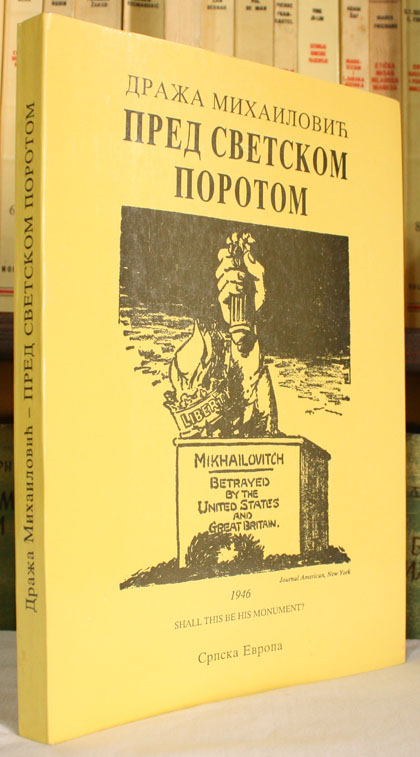 ДРАЖА МИХАИЛОВИЋ
ПРЕД СВЕТСКОМ
ПОРОТОМ
LIBERTY
MIKHAILOVITCH
BETRAYED
BY THE
UNITED STATES
AND
GREAT BRITAIN.
Journal American, New York
1946
SHALL THIS BE HIS MONUMENT?
Српска Европа
Дража Михаиловић – ПРЕД СВЕТСКОМ ПОРОТОМ